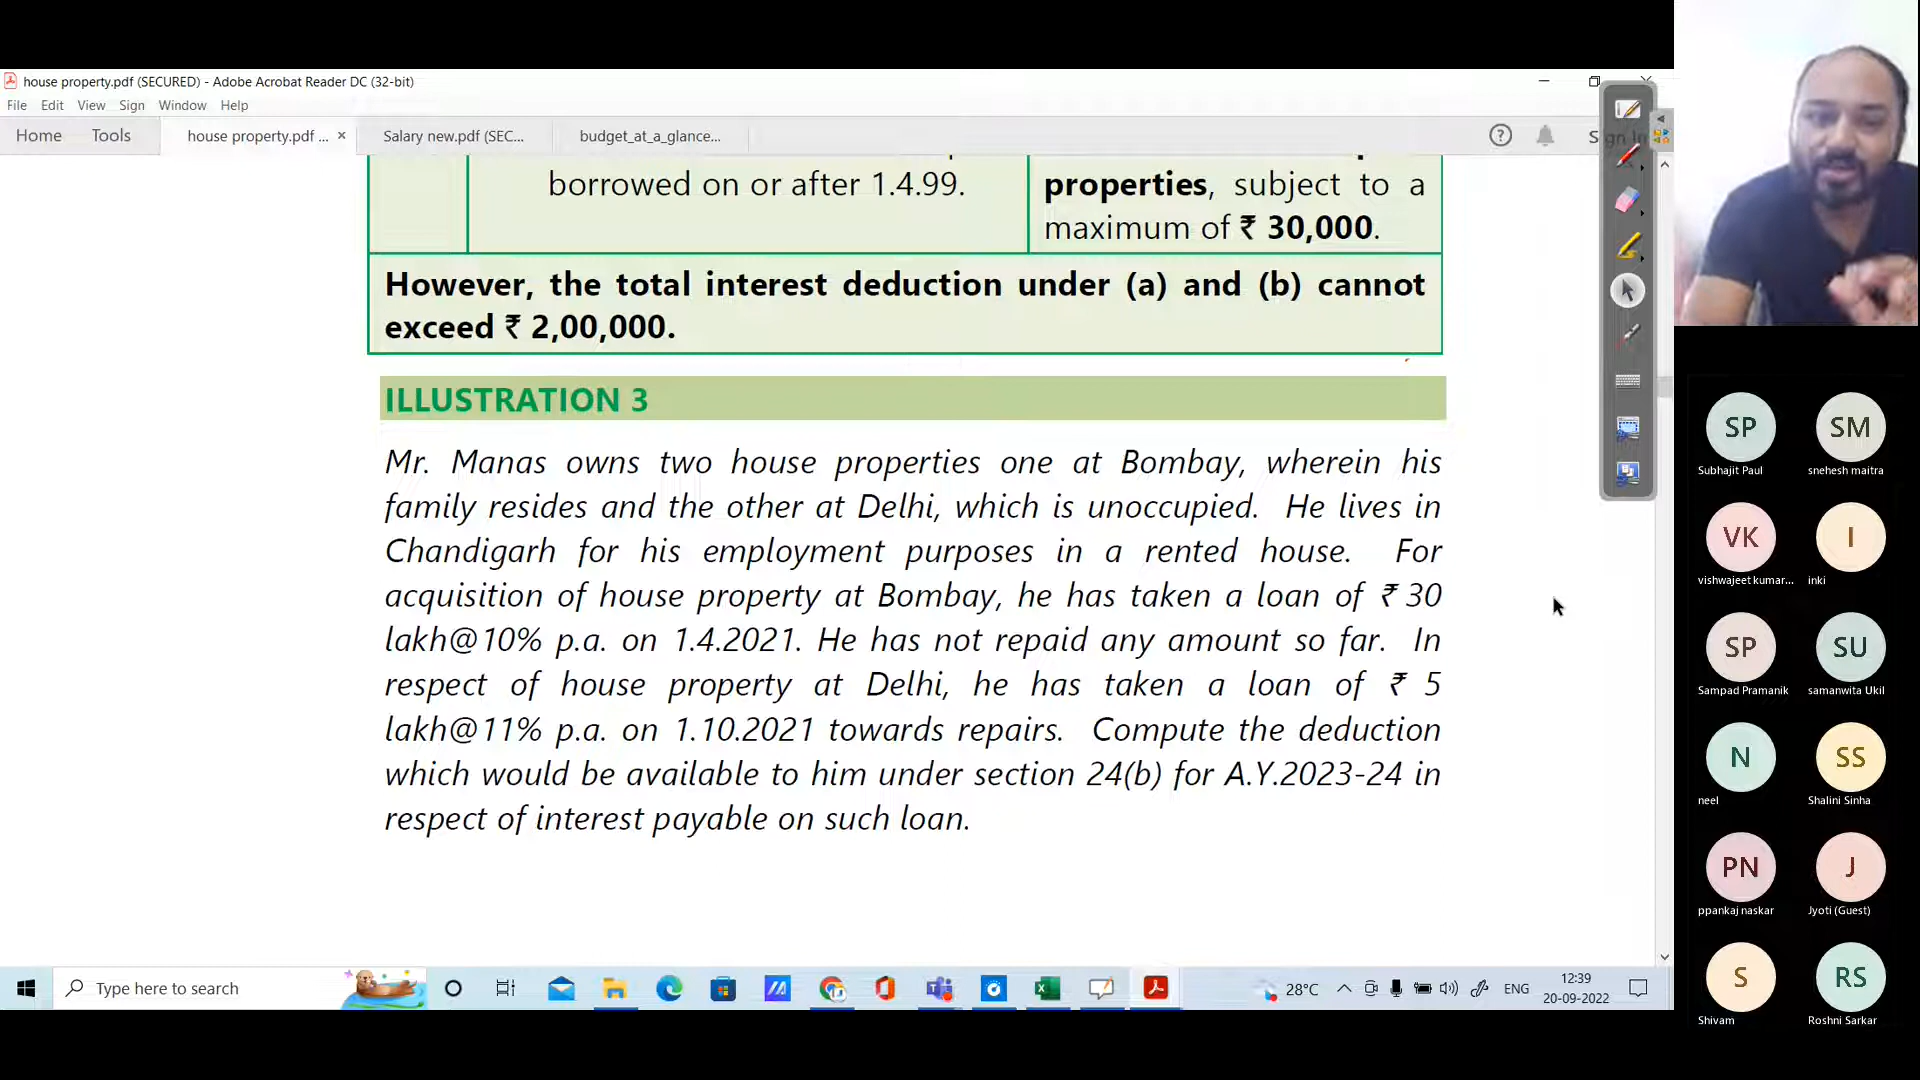 house property.pdf (SECURED) - Adobe Acrobat Reader DC (32-bit)
File Edit View Sign Window Help
Home Tools house property.pdf ... × Salary new.pdf (SEC... budget_at_a_glance...
borrowed on or after 1.4.99.
properties, subject to a
maximum of ₹ 30,000.
However, the total interest deduction under (a) and (b) cannot
exceed ₹ 2,00,000.
ILLUSTRATION 3
Mr. Manas owns two house properties one at Bombay, wherein his
family resides and the other at Delhi, which is unoccupied. He lives in
Chandigarh for his employment purposes in a rented house. For
acquisition of house property at Bombay, he has taken a loan of ₹ 30
lakh@10% p.a. on 1.4.2021. He has not repaid any amount so far. In
respect of house property at Delhi, he has taken a loan of ₹ 5
lakh@11% p.a. on 1.10.2021 towards repairs. Compute the deduction
which would be available to him under section 24(b) for A.Y.2023-24 in
respect of interest payable on such loan.
SP SM
Subhajit Paul snehesh maitra
VK I
vishwajeet kumar... inki
SP SU
Sampad Pramanik samanwita Ukil
N SS
neel Shalini Sinha
PN J
ppankaj naskar Jyoti (Guest)
S RS
Shivam Roshni Sarkar
Type here to search
28°C ENG
12:39
20-09-2022